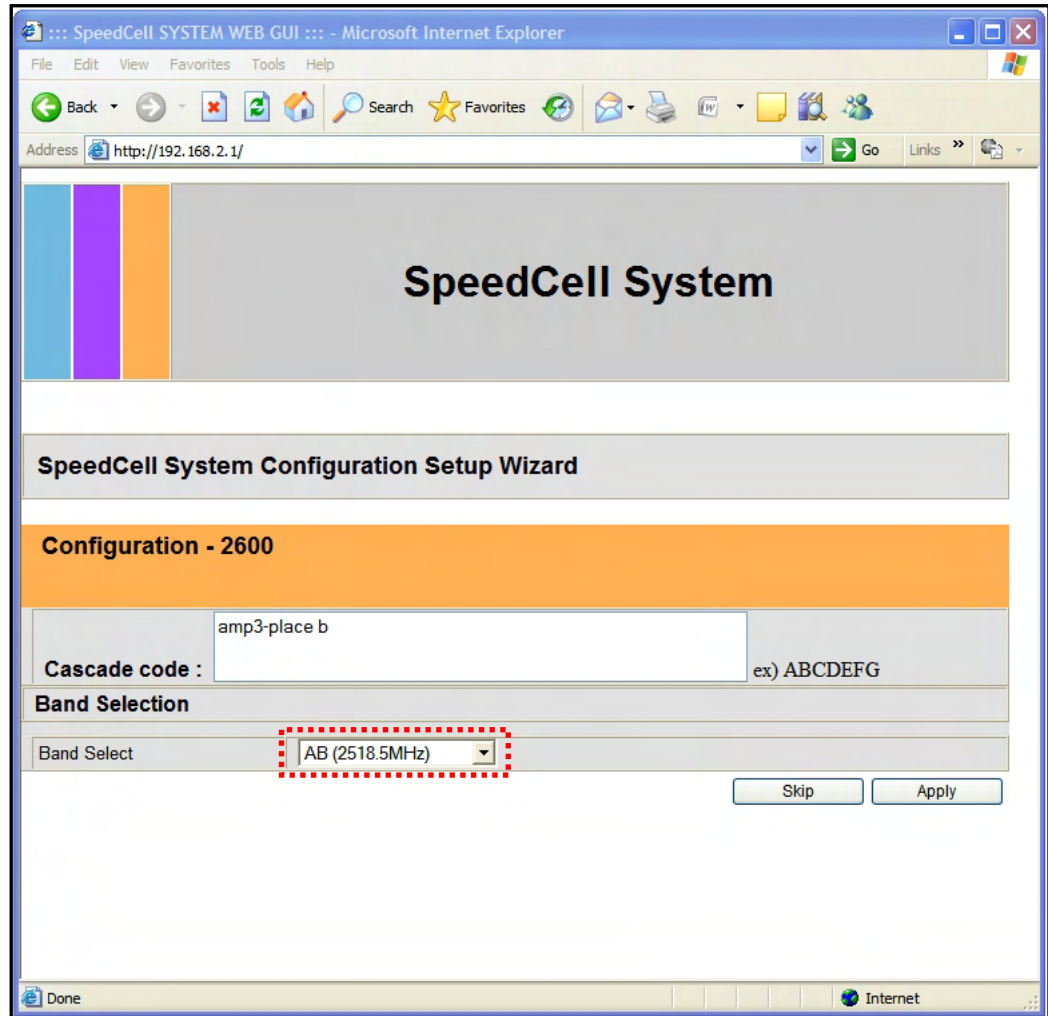 ::: SpeedCell SYSTEM WEB GUI ::: - Microsoft Internet Explorer
File Edit View Favorites Tools Help
Back Search Favorites
Address http://192.168.2.1/ Go Links »
SpeedCell System
SpeedCell System Configuration Setup Wizard
Configuration - 2600
amp3-place b
Cascade code : ex) ABCDEFG
Band Selection
Band Select AB (2518.5MHz)
Skip Apply
Done Internet